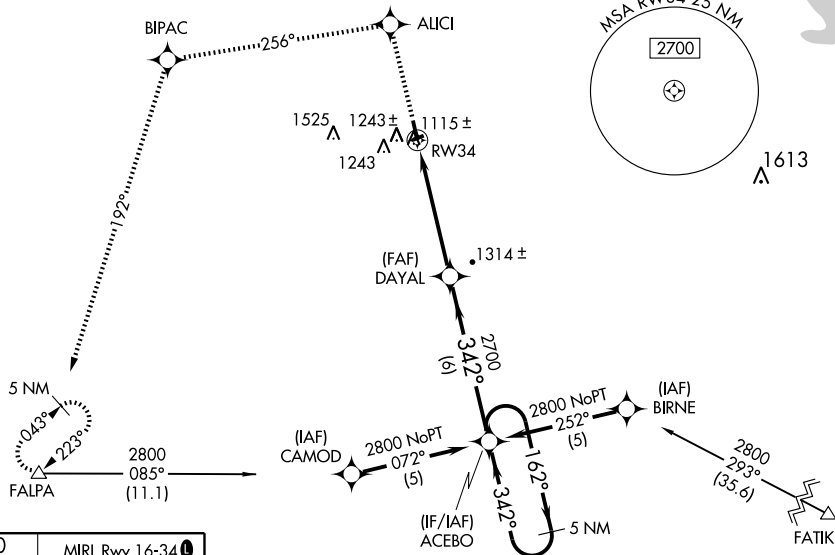 MSA RW34 25 NM
2700
BIPAC
ALICI
256°
1525
1243±
1115±
1243
RW34
1613
192°
(FAF)
DAYAL
1314±
2700
342°
(6)
5 NM
043°
223°
FALPA
2800
085°
(11.1)
(IAF)
CAMOD
2800 NoPT
072°
(5)
2800 NoPT
252°
(5)
(IAF)
BIRNE
2800
293°
(35.6)
FATIK
162°
342°
5 NM
(IF/IAF)
ACEBO
MIRL Rwy 16-34 L